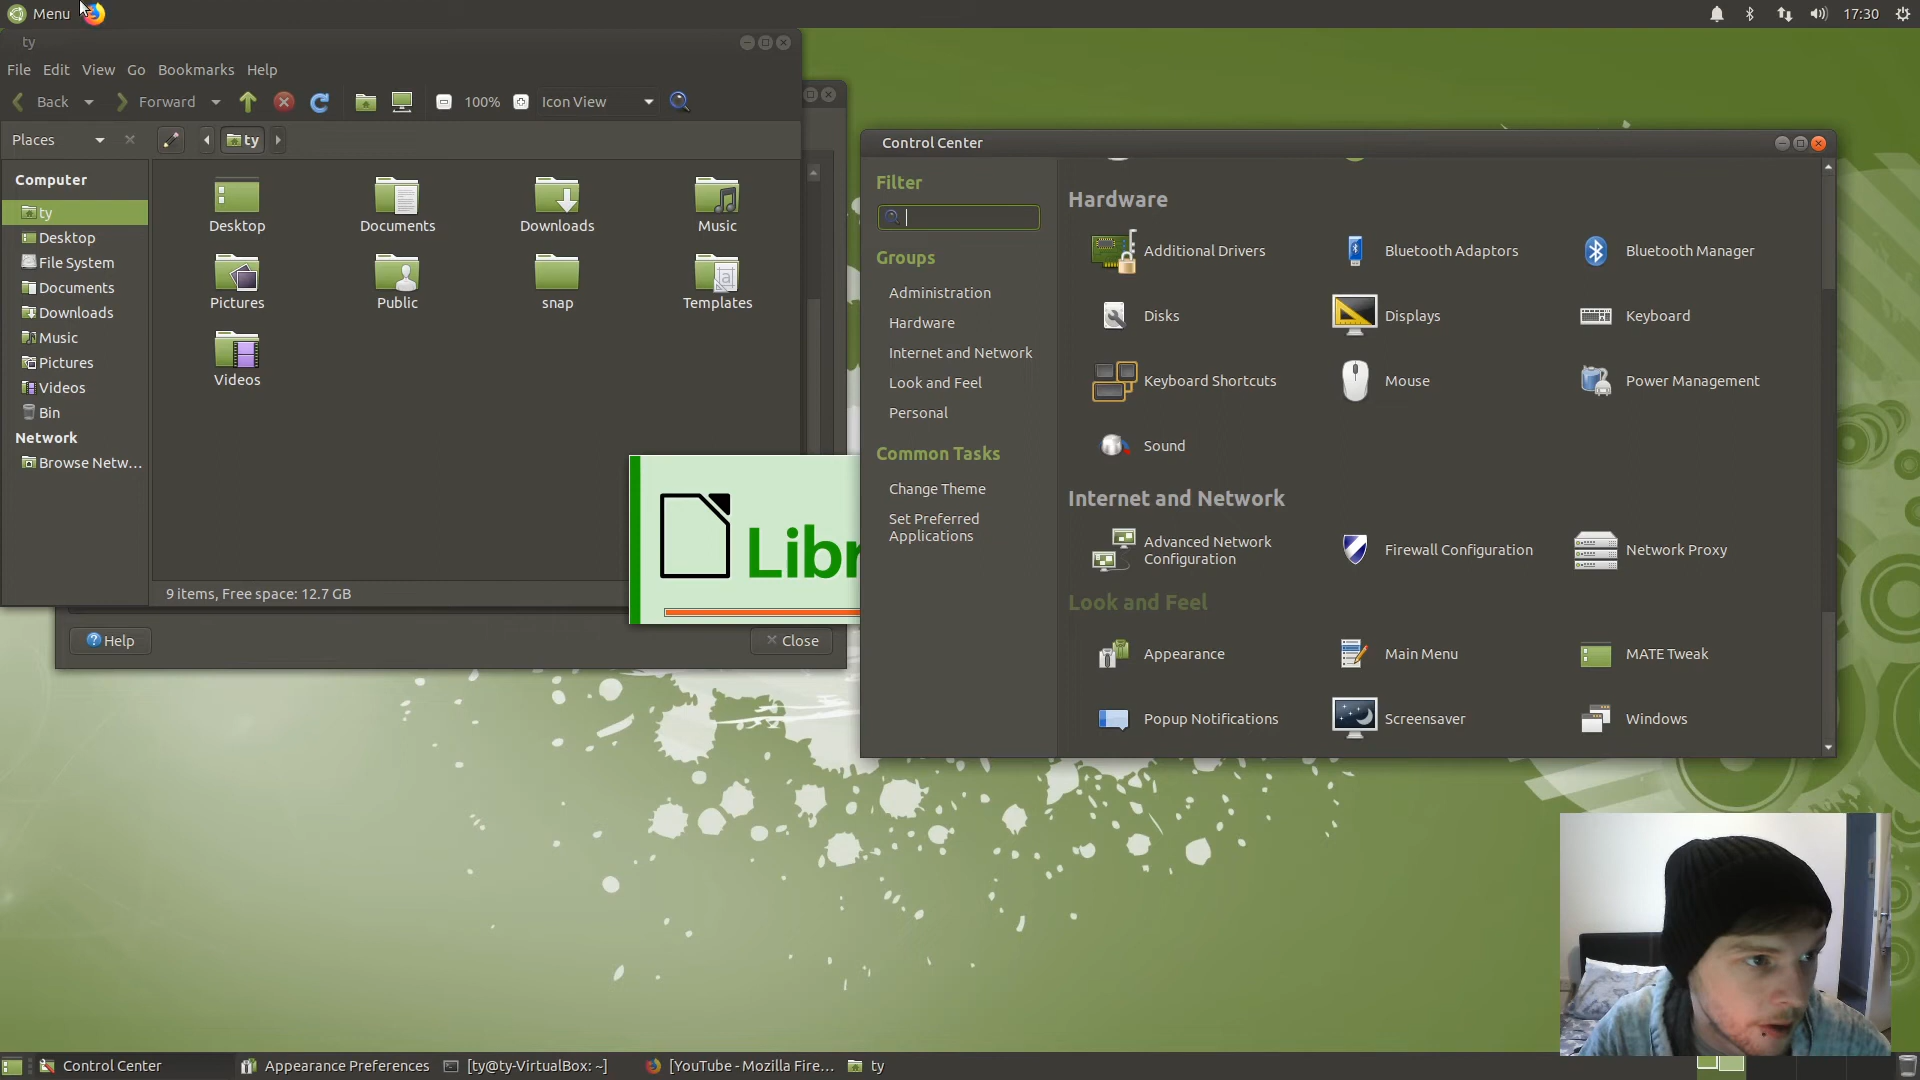 Menu
17:30
ty
File Edit View Go Bookmarks Help
Back Forward 100% Icon View
Places ty
Computer
ty
Desktop
File System
Documents
Downloads
Music
Pictures
Videos
Bin
Network
Browse Netw...
Desktop Documents Downloads Music
Pictures Public snap Templates
Videos
9 items, Free space: 12.7 GB
Libr
Help Close
Control Center
Filter
Groups
Administration
Hardware
Internet and Network
Look and Feel
Personal
Common Tasks
Change Theme
Set Preferred
Applications
Hardware
Additional Drivers Bluetooth Adaptors Bluetooth Manager
Disks Displays Keyboard
Keyboard Shortcuts Mouse Power Management
Sound
Internet and Network
Advanced Network
Configuration
Firewall Configuration Network Proxy
Look and Feel
Appearance Main Menu MATE Tweak
Popup Notifications Screensaver Windows
Control Center Appearance Preferences [ty@ty-VirtualBox: ~] [YouTube - Mozilla Fire... ty